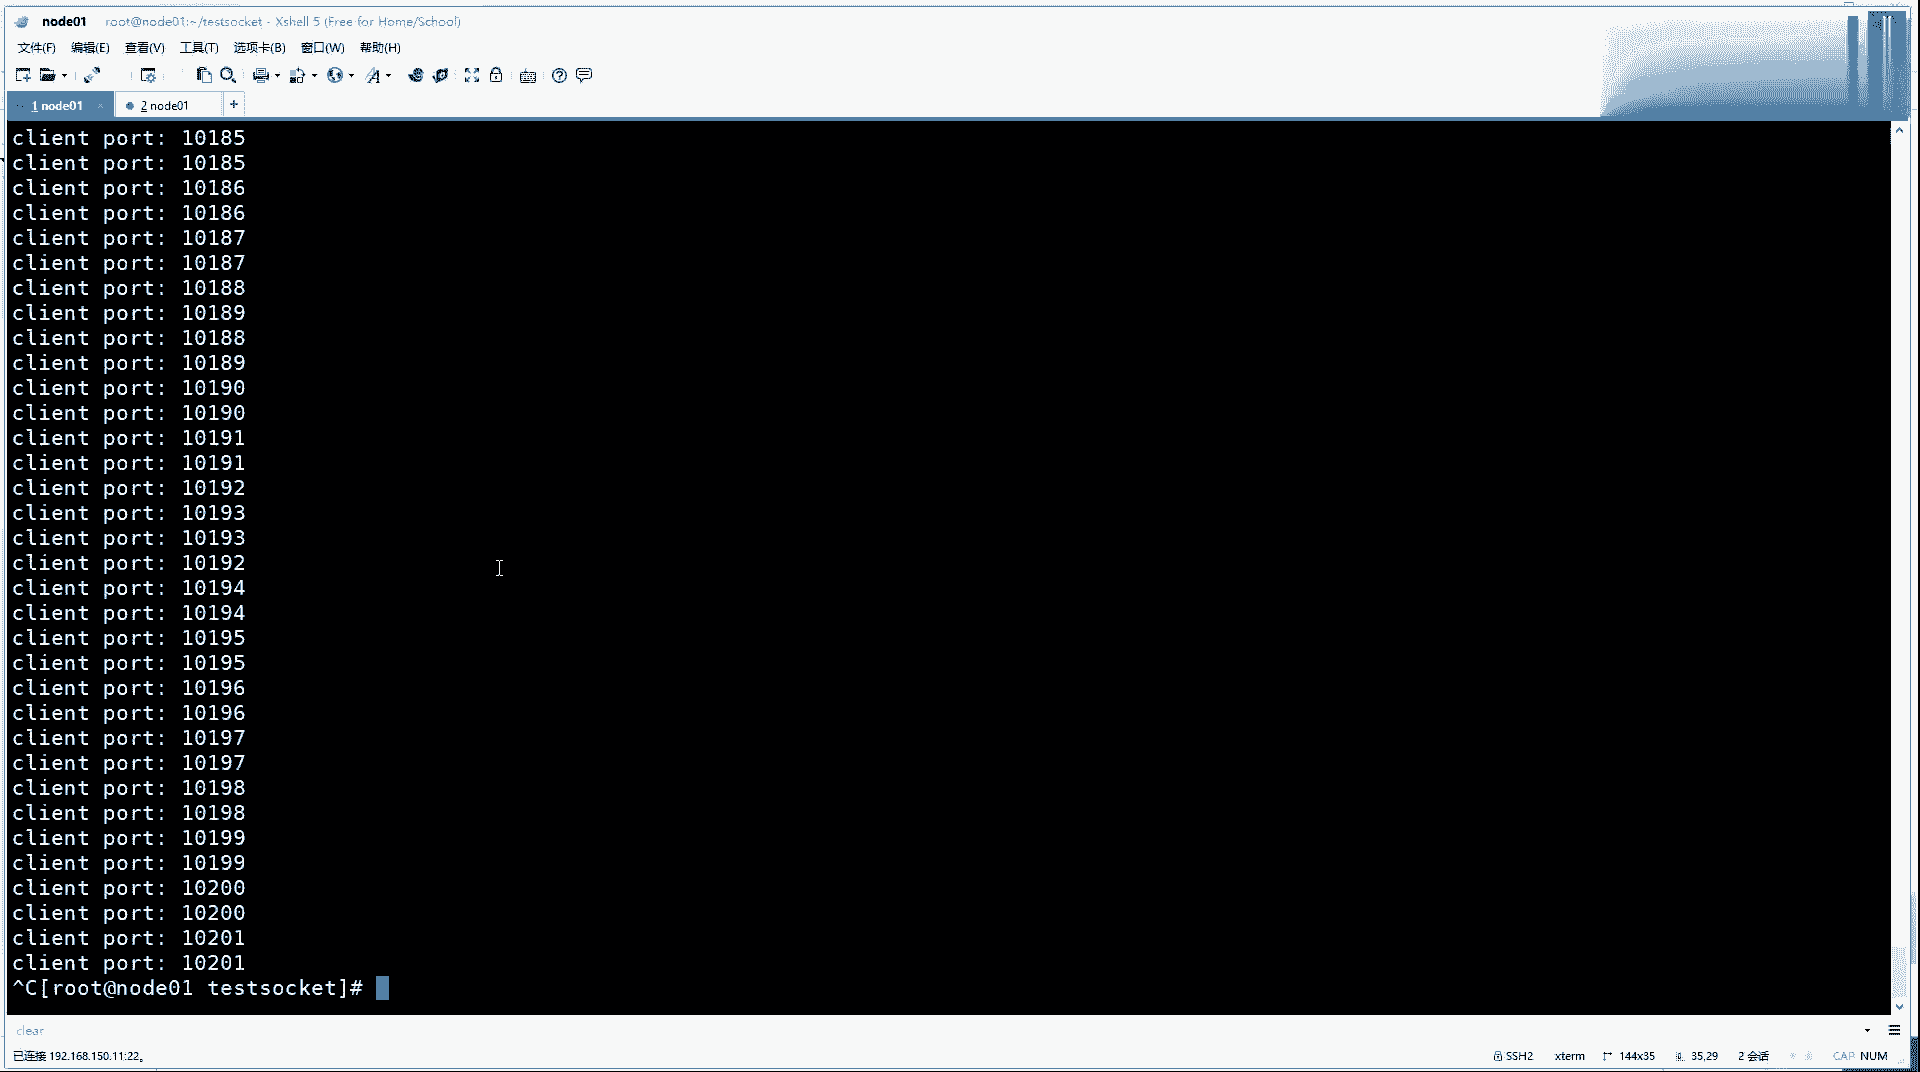 node01 root@node01:~/testsocket - Xshell 5 (Free for Home/School)
文件(F) 编辑(E) 查看(V) 工具(T) 选项卡(B) 窗口(W) 帮助(H)
1 node01 × 2 node01 +
client port: 10185
client port: 10185
client port: 10186
client port: 10186
client port: 10187
client port: 10187
client port: 10188
client port: 10189
client port: 10188
client port: 10189
client port: 10190
client port: 10190
client port: 10191
client port: 10191
client port: 10192
client port: 10193
client port: 10193
client port: 10192
client port: 10194
client port: 10194
client port: 10195
client port: 10195
client port: 10196
client port: 10196
client port: 10197
client port: 10197
client port: 10198
client port: 10198
client port: 10199
client port: 10199
client port: 10200
client port: 10200
client port: 10201
client port: 10201
^C[root@node01 testsocket]#
clear
已连接 192.168.150.11:22。 SSH2 xterm 144x35 35,29 2 会话 CAP NUM